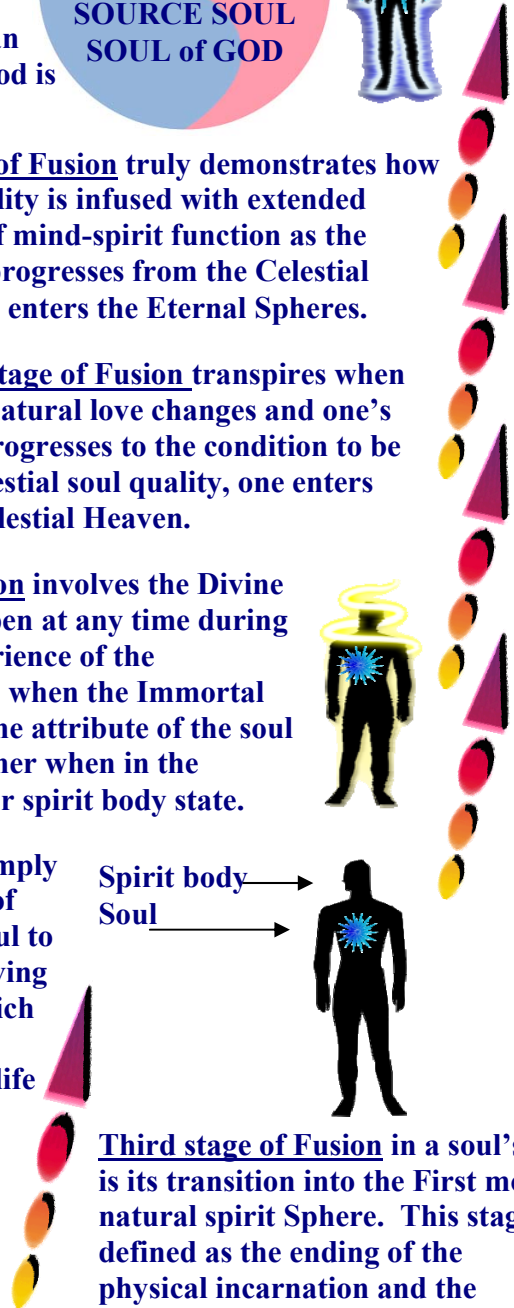 SOURCE SOUL
SOUL of GOD
od is
of Fusion truly demonstrates how
lity is infused with extended
f mind-spirit function as the
progresses from the Celestial
enters the Eternal Spheres.
tage of Fusion transpires when
atural love changes and one's
rogresses to the condition to be
estial soul quality, one enters
lestial Heaven.
on involves the Divine
pen at any time during
rience of the
when the Immortal
ne attribute of the soul
her when in the
r spirit body state.
mply
of
ul to
ving
ich
life
Spirit body
Soul
Third stage of Fusion in a soul's
is its transition into the First mo
natural spirit Sphere. This stag
defined as the ending of the
physical incarnation and the